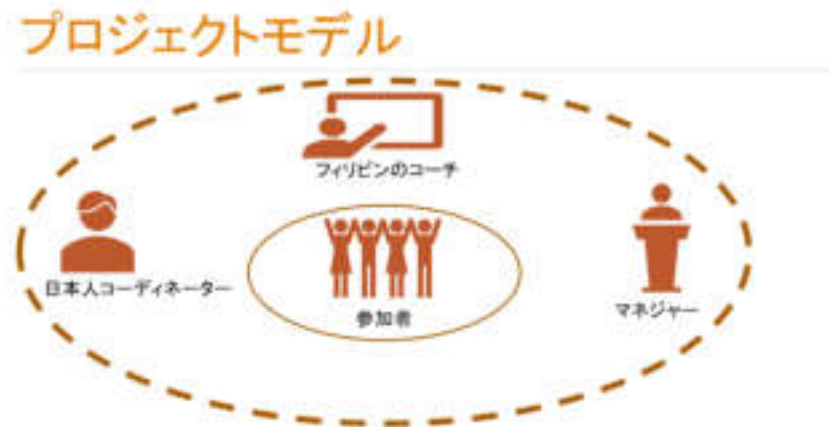 プロジェクトモデル
フィリピンのコーチ
日本人コーディネーター
参加者
マネジャー